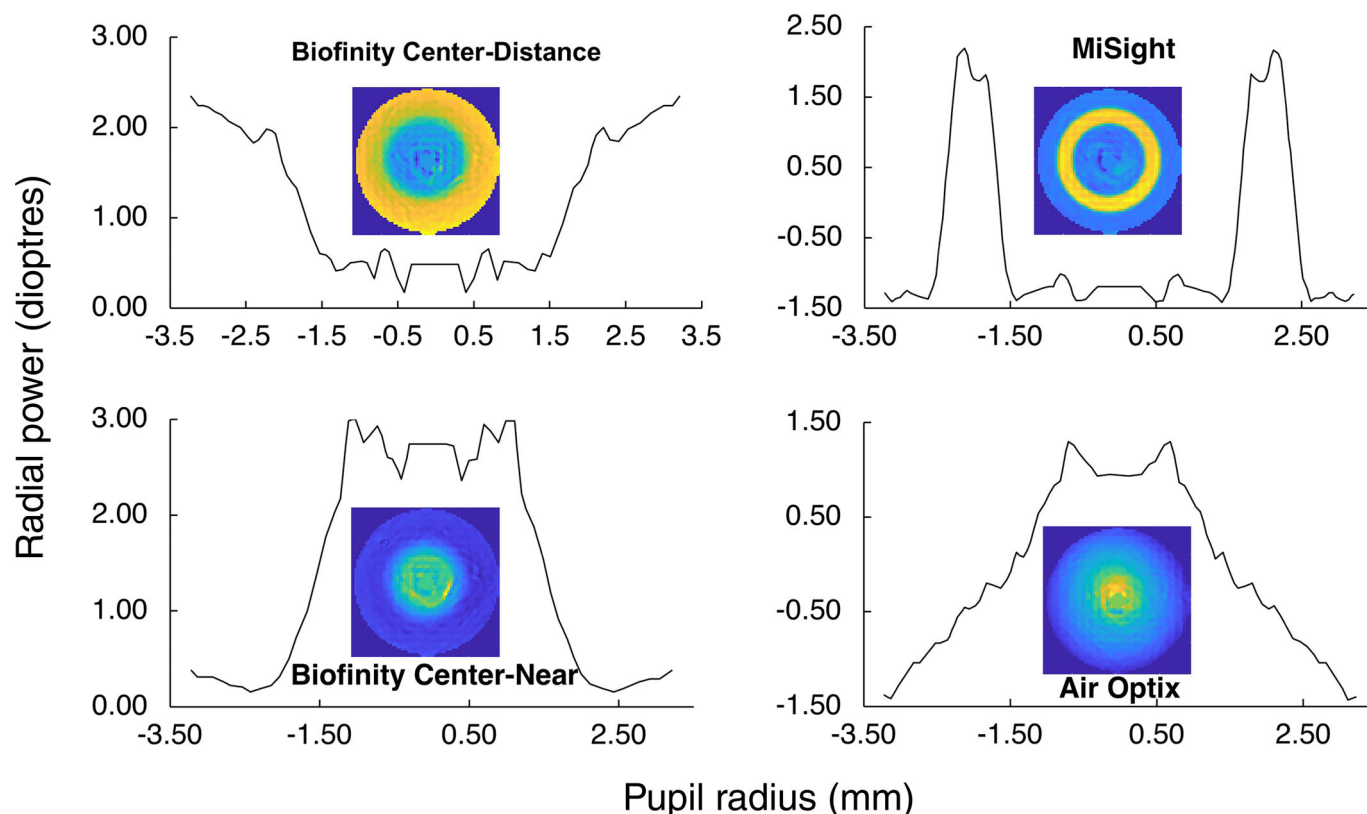 Radial power (dioptres)
3.00
2.00
1.00
0.00
Biofinity Center-Distance
-3.5 -2.5 -1.5 -0.5 0.5 1.5 2.5 3.5
2.50
1.50
0.50
-0.50
-1.50
MiSight
-3.50 -1.50 0.50 2.50
3.00
2.00
1.00
0.00
Biofinity Center-Near
-3.50 -1.50 0.50 2.50
1.50
0.50
-0.50
-1.50
Air Optix
-3.50 -1.50 0.50 2.50
Pupil radius (mm)